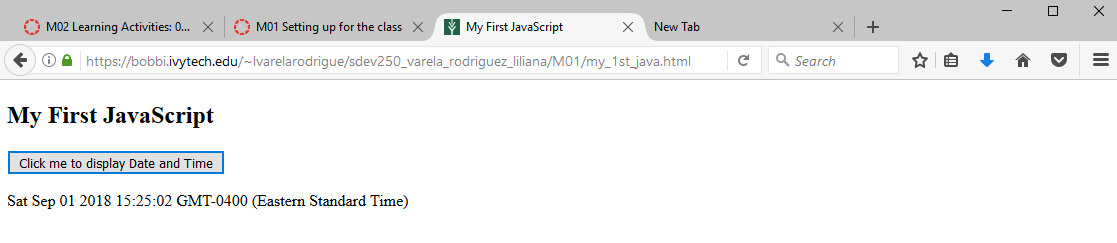 M02 Learning Activities: 0...
M01 Setting up for the class
My First JavaScript
New Tab
https://bobbi.ivytech.edu/~lvarelarodrigue/sdev250_varela_rodriguez_liliana/M01/my_1st_java.html
Search
My First JavaScript
Click me to display Date and Time
Sat Sep 01 2018 15:25:02 GMT-0400 (Eastern Standard Time)